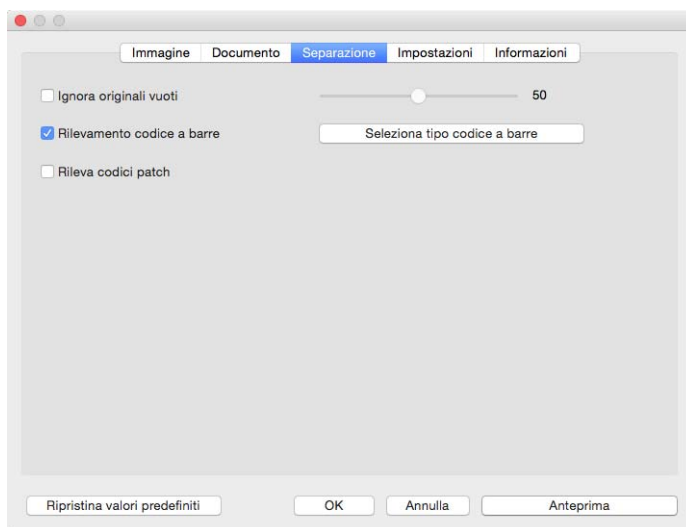 Immagine Documento Separazione Impostazioni Informazioni
Ignora originali vuoti 50
Rilevamento codice a barre Seleziona tipo codice a barre
Rileva codici patch
Ripristina valori predefiniti OK Annulla Anteprima